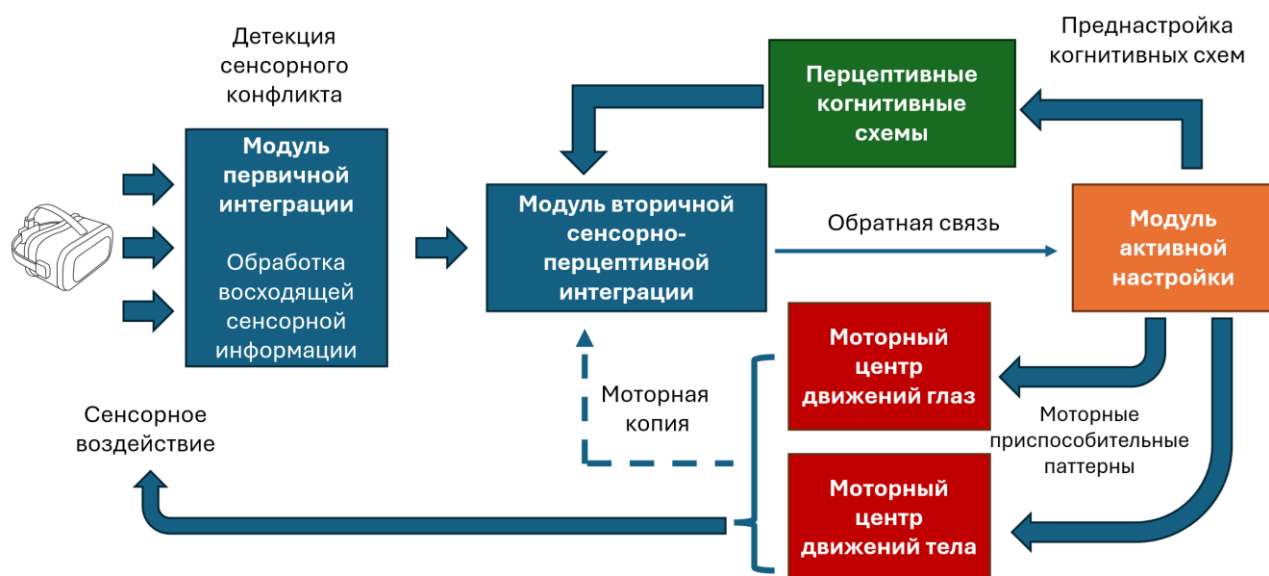 Детекция
сенсорного
конфликта
Модуль
первичной
интеграции
Обработка
восходящей
сенсорной
информации
Перцептивные
когнитивные
схемы
Преднастройка
когнитивных схем
Модуль вторичной
сенсорно-
перцептивной
интеграции
Обратная связь
Модуль
активной
настройки
Моторный
центр
движений глаз
Моторная
копия
Моторные
приспособительные
паттерны
Сенсорное
воздействие
Моторный
центр
движений тела